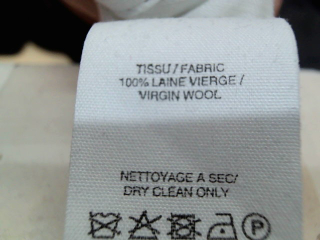 TISSU/FABRIC
100% LAINE VIERGE/
VIRGIN WOOL
NETTOYAGE A SEC/
DRY CLEAN ONLY
P